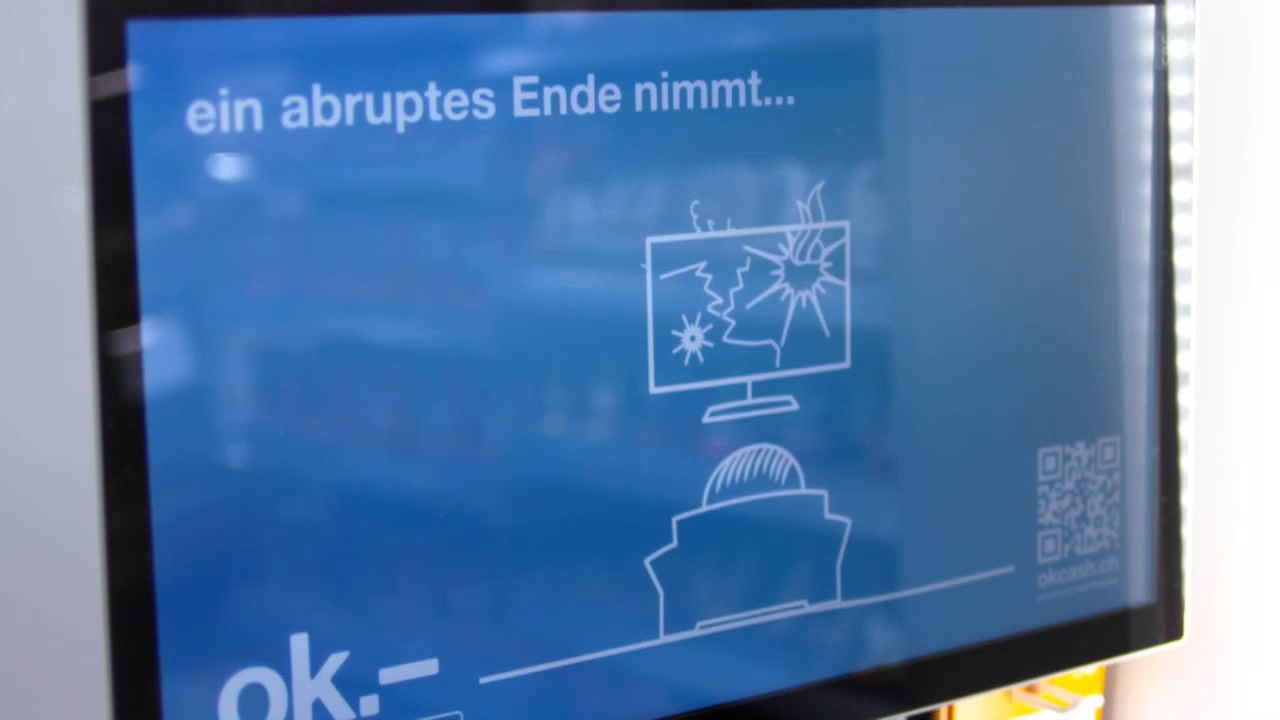 ein abruptes Ende nimmt...
okcash.ch
ok.–